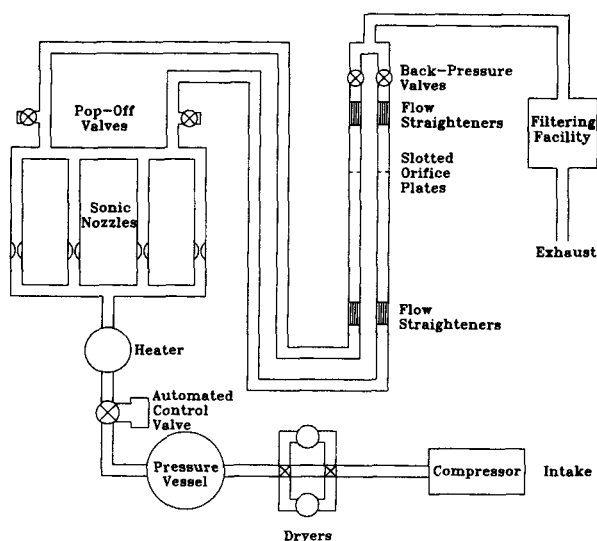 Back-Pressure
Valves
Pop-Off
Valves
Flow
Straighteners
Filtering
Facility
Slotted
Orifice
Plates
Sonic
Nozzles
Exhaust
Flow
Straighteners
Heater
Automated
Control
Valve
Pressure
Vessel
Compressor
Intake
Dryers